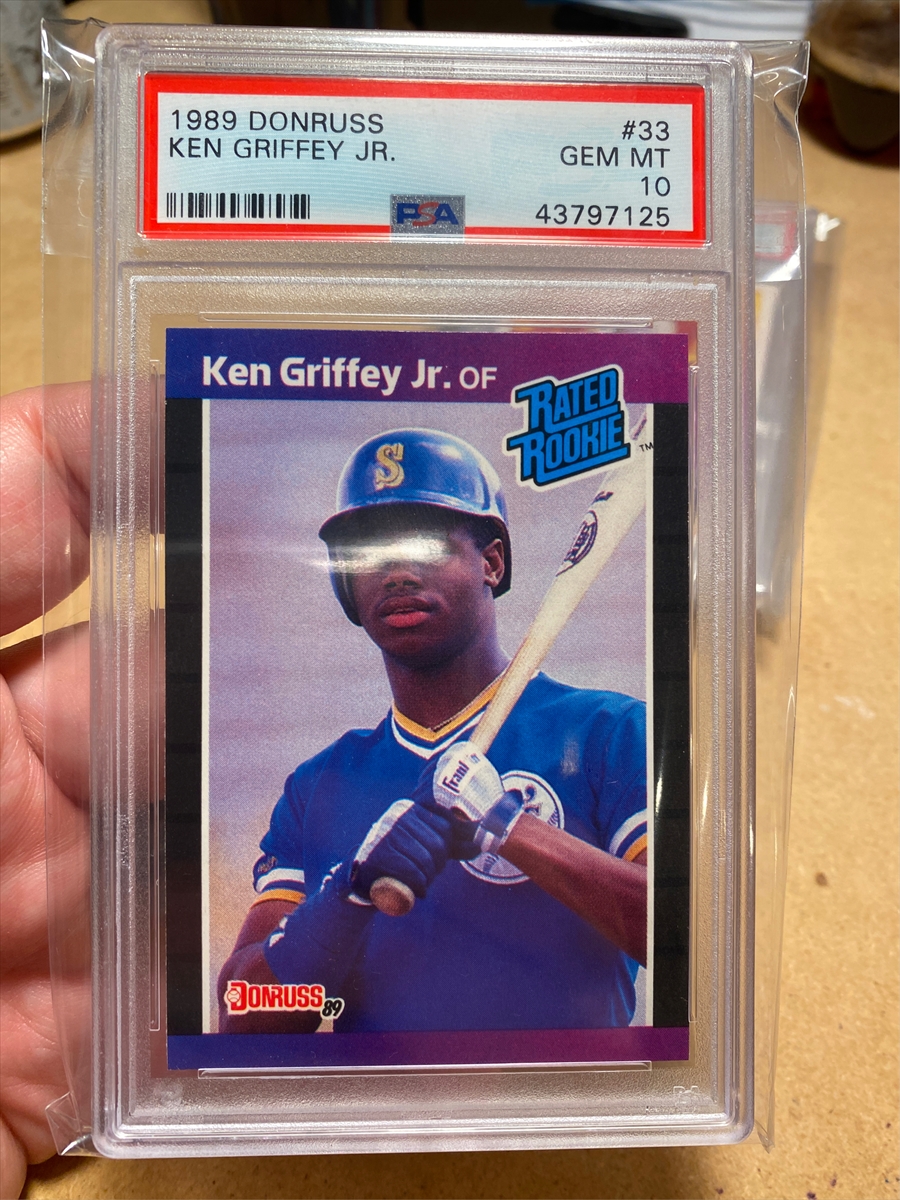 1989 DONRUSS #33
KEN GRIFFEY JR. GEM MT
10
PSA 43797125
Ken Griffey Jr. OF
RATED
ROOKIE
TM
S
Frankl
DONRUSS 89